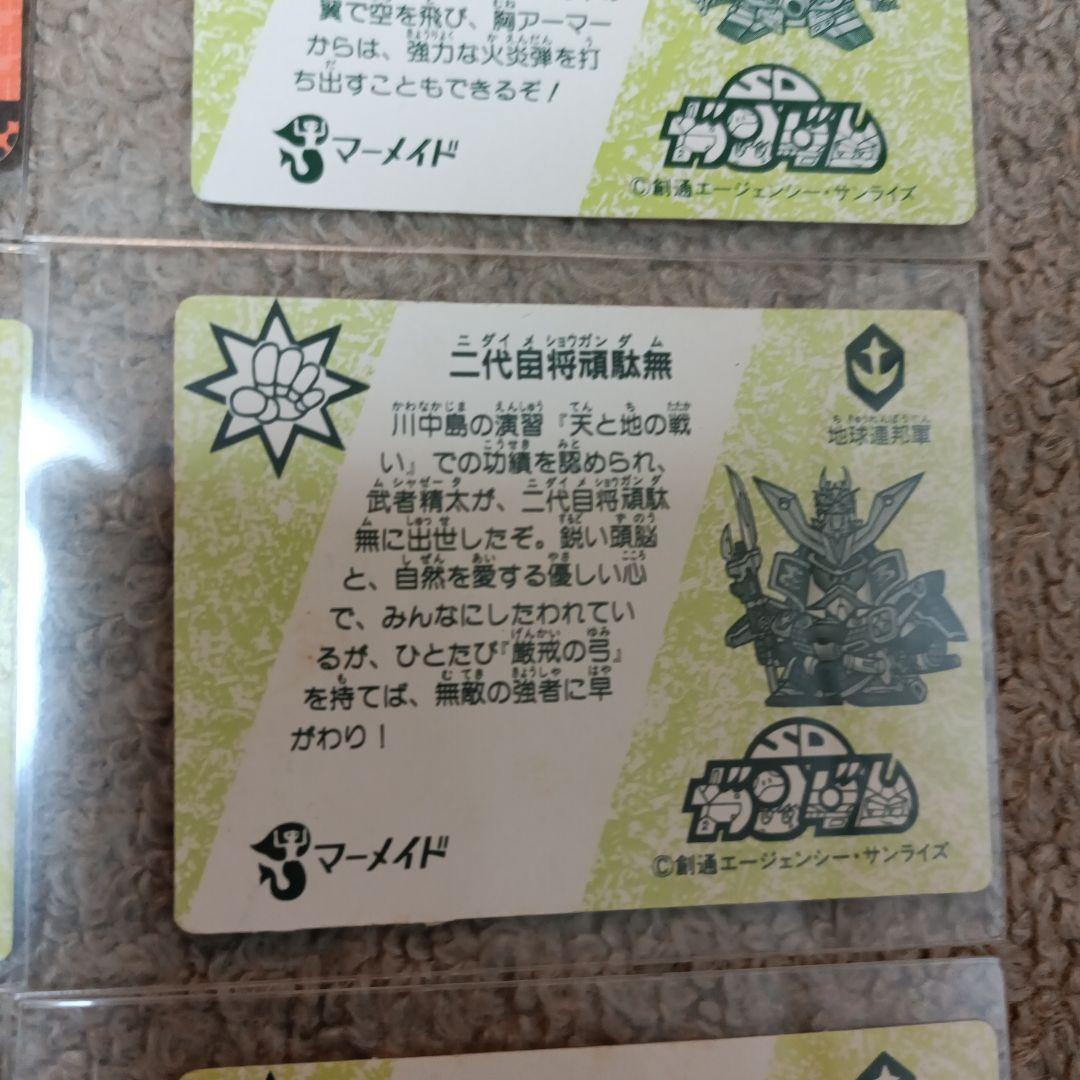 翼で空を飛び、胸アーマー
からは、強力な火炎弾を打
ち出すこともできるぞ!
マーメイド
SD
ガンダム
©創通エージェンシー・サンライズ
ニダイメショウガンダム
二代目将頑駄無
川中島の演習『天と地の戦
い』での功績を認められ、
武者精太が、二代目将頑駄
無に出世したぞ。鋭い頭脳
と、自然を愛する優しい心
で、みんなにしたわれてい
るが、ひとたび『厳戒の弓』
を持てば、無敵の強者に早
がわり!
マーメイド
ちきゅうれんぽうぐん
地球連邦軍
SD
ガンダム
©創通エージェンシー・サンライズ